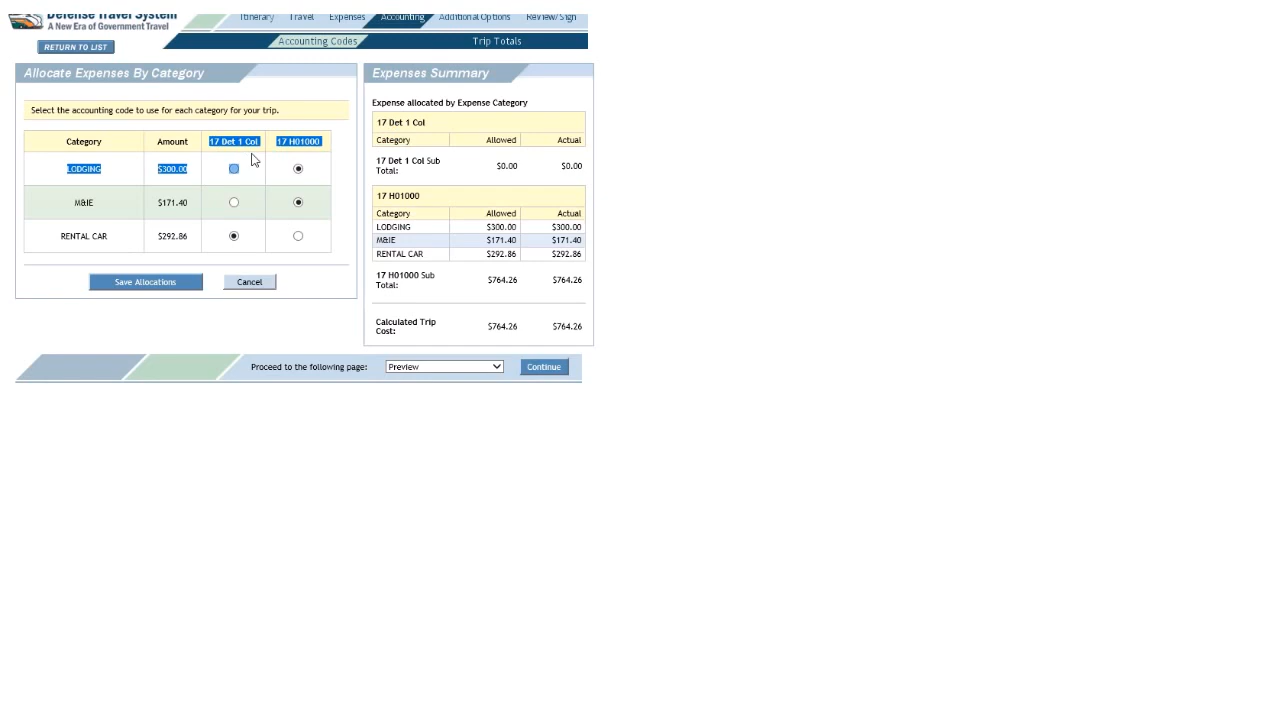 Defense Travel System
A New Era of Government Travel
Itinerary Travel Expenses Accounting Additional Options Review/Sign
RETURN TO LIST
Accounting Codes Trip Totals
Allocate Expenses By Category
Select the accounting code to use for each category for your trip.
Category Amount 17 Det 1 Col 17 H01000
LODGING $300.00
M&IE $171.40
RENTAL CAR $292.86
Save Allocations Cancel
Expenses Summary
Expense allocated by Expense Category
17 Det 1 Col
Category Allowed Actual
17 Det 1 Col Sub
Total: $0.00 $0.00
17 H01000
Category Allowed Actual
LODGING $300.00 $300.00
M&IE $171.40 $171.40
RENTAL CAR $292.86 $292.86
17 H01000 Sub
Total: $764.26 $764.26
Calculated Trip
Cost: $764.26 $764.26
Proceed to the following page: Preview Continue